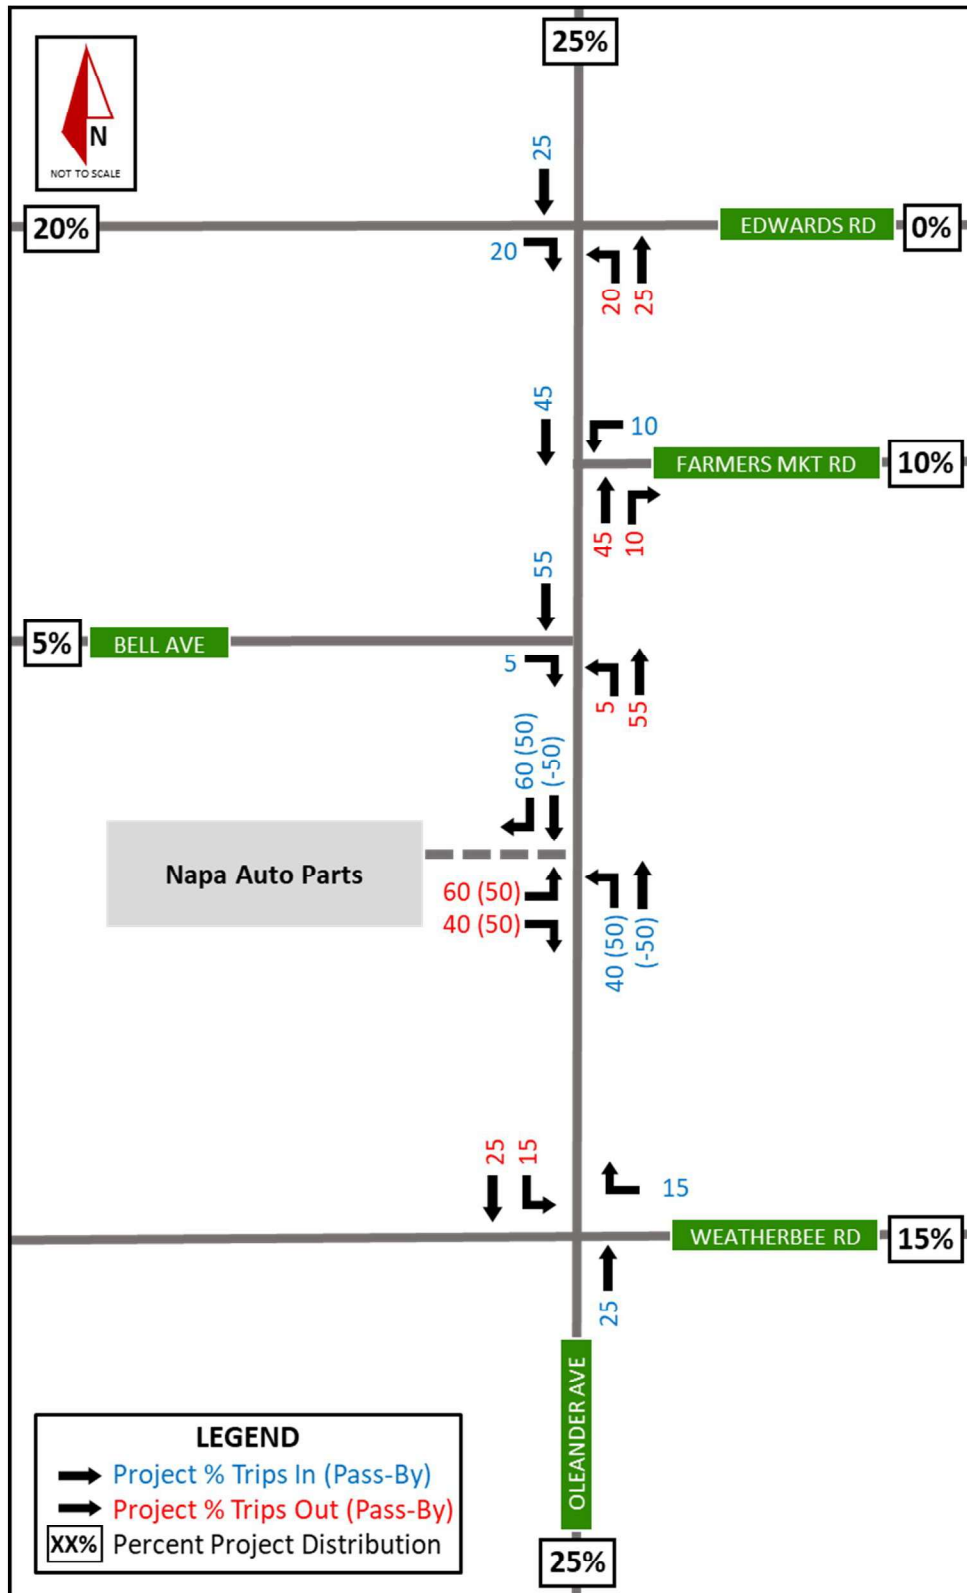 25%
N
NOT TO SCALE
25
20%
EDWARDS RD
0%
20
20
25
45
10
FARMERS MKT RD
10%
45
10
55
5%
BELL AVE
5
5
55
60 (50)
(-50)
Napa Auto Parts
60 (50)
40 (50)
40 (50)
(-50)
25
15
15
WEATHERBEE RD
15%
25
OLEANDER AVE
LEGEND
Project % Trips In (Pass-By)
Project % Trips Out (Pass-By)
XX% Percent Project Distribution
25%